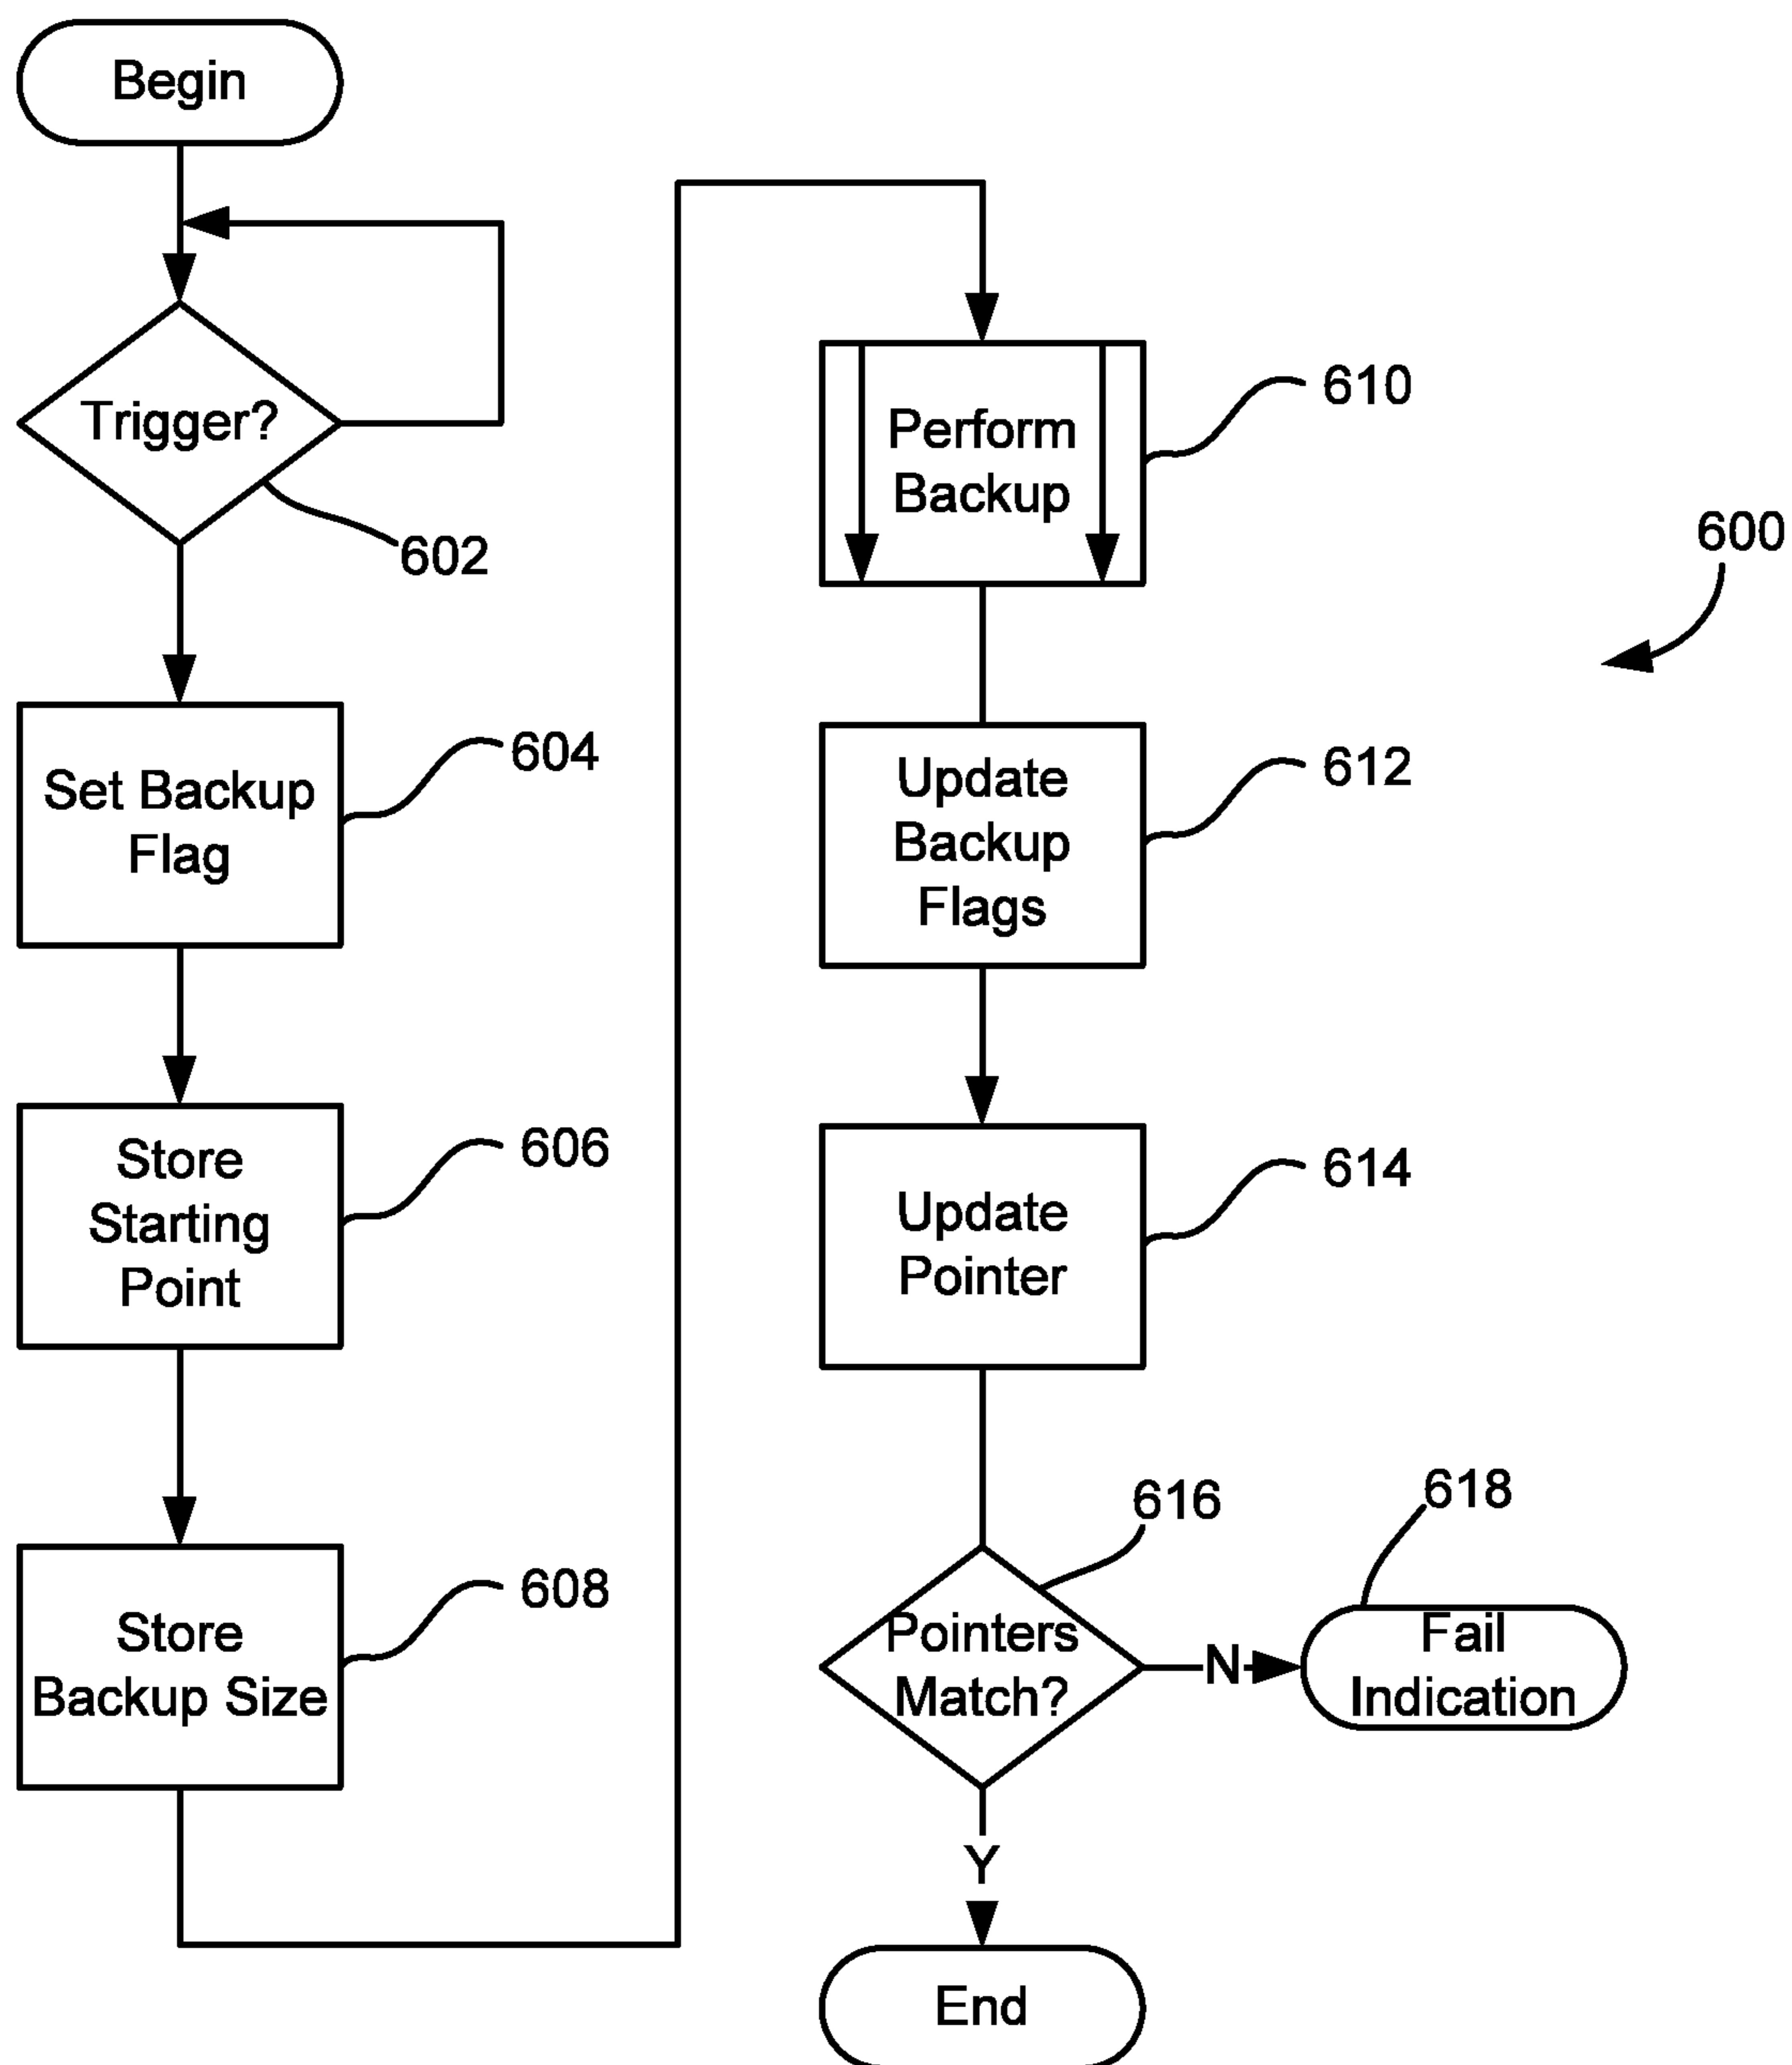 Begin
Trigger?
602
Set Backup
Flag
604
Store
Starting
Point
606
Store
Backup Size
608
Perform
Backup
610
600
Update
Backup
Flags
612
Update
Pointer
614
Pointers
Match?
616
N
Fail
Indication
618
Y
End